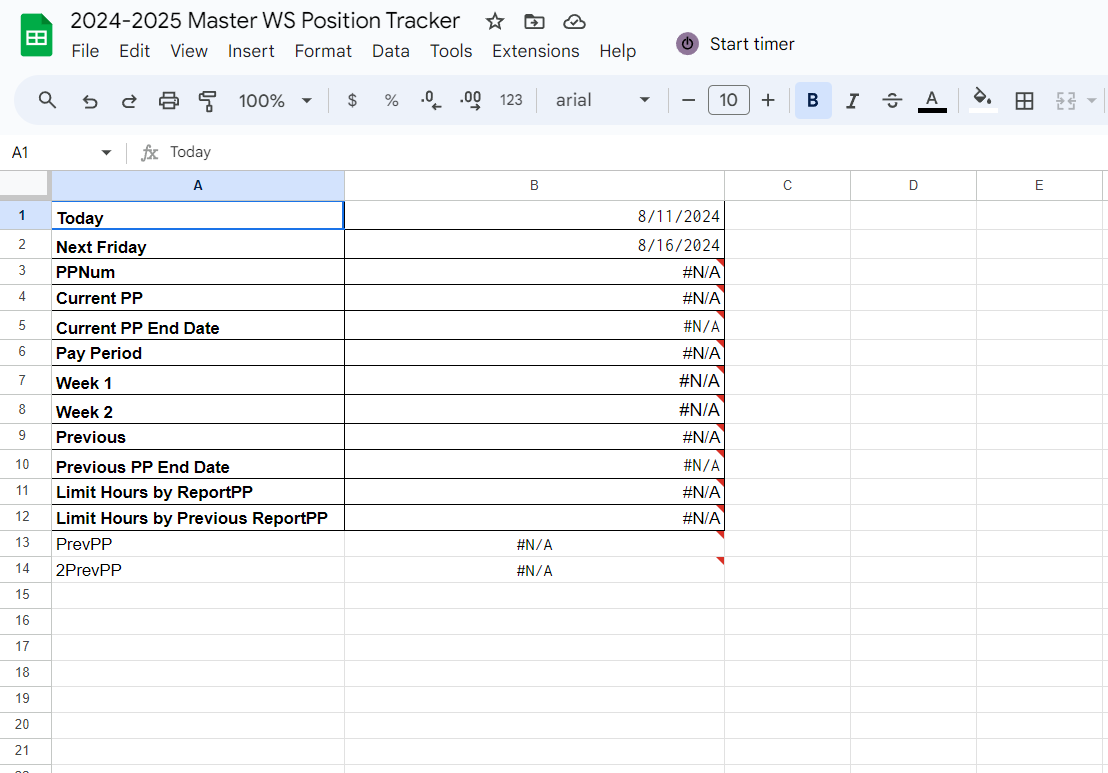 2024-2025 Master WS Position Tracker
File Edit View Insert Format Data Tools Extensions Help Start timer
100% $ % .0 .00 123 arial 10 B I S A
A1 fx Today
A B C D E
1 Today 8/11/2024
2 Next Friday 8/16/2024
3 PPNum #N/A
4 Current PP #N/A
5 Current PP End Date #N/A
6 Pay Period #N/A
7 Week 1 #N/A
8 Week 2 #N/A
9 Previous #N/A
10 Previous PP End Date #N/A
11 Limit Hours by ReportPP #N/A
12 Limit Hours by Previous ReportPP #N/A
13 PrevPP #N/A
14 2PrevPP #N/A
15
16
17
18
19
20
21